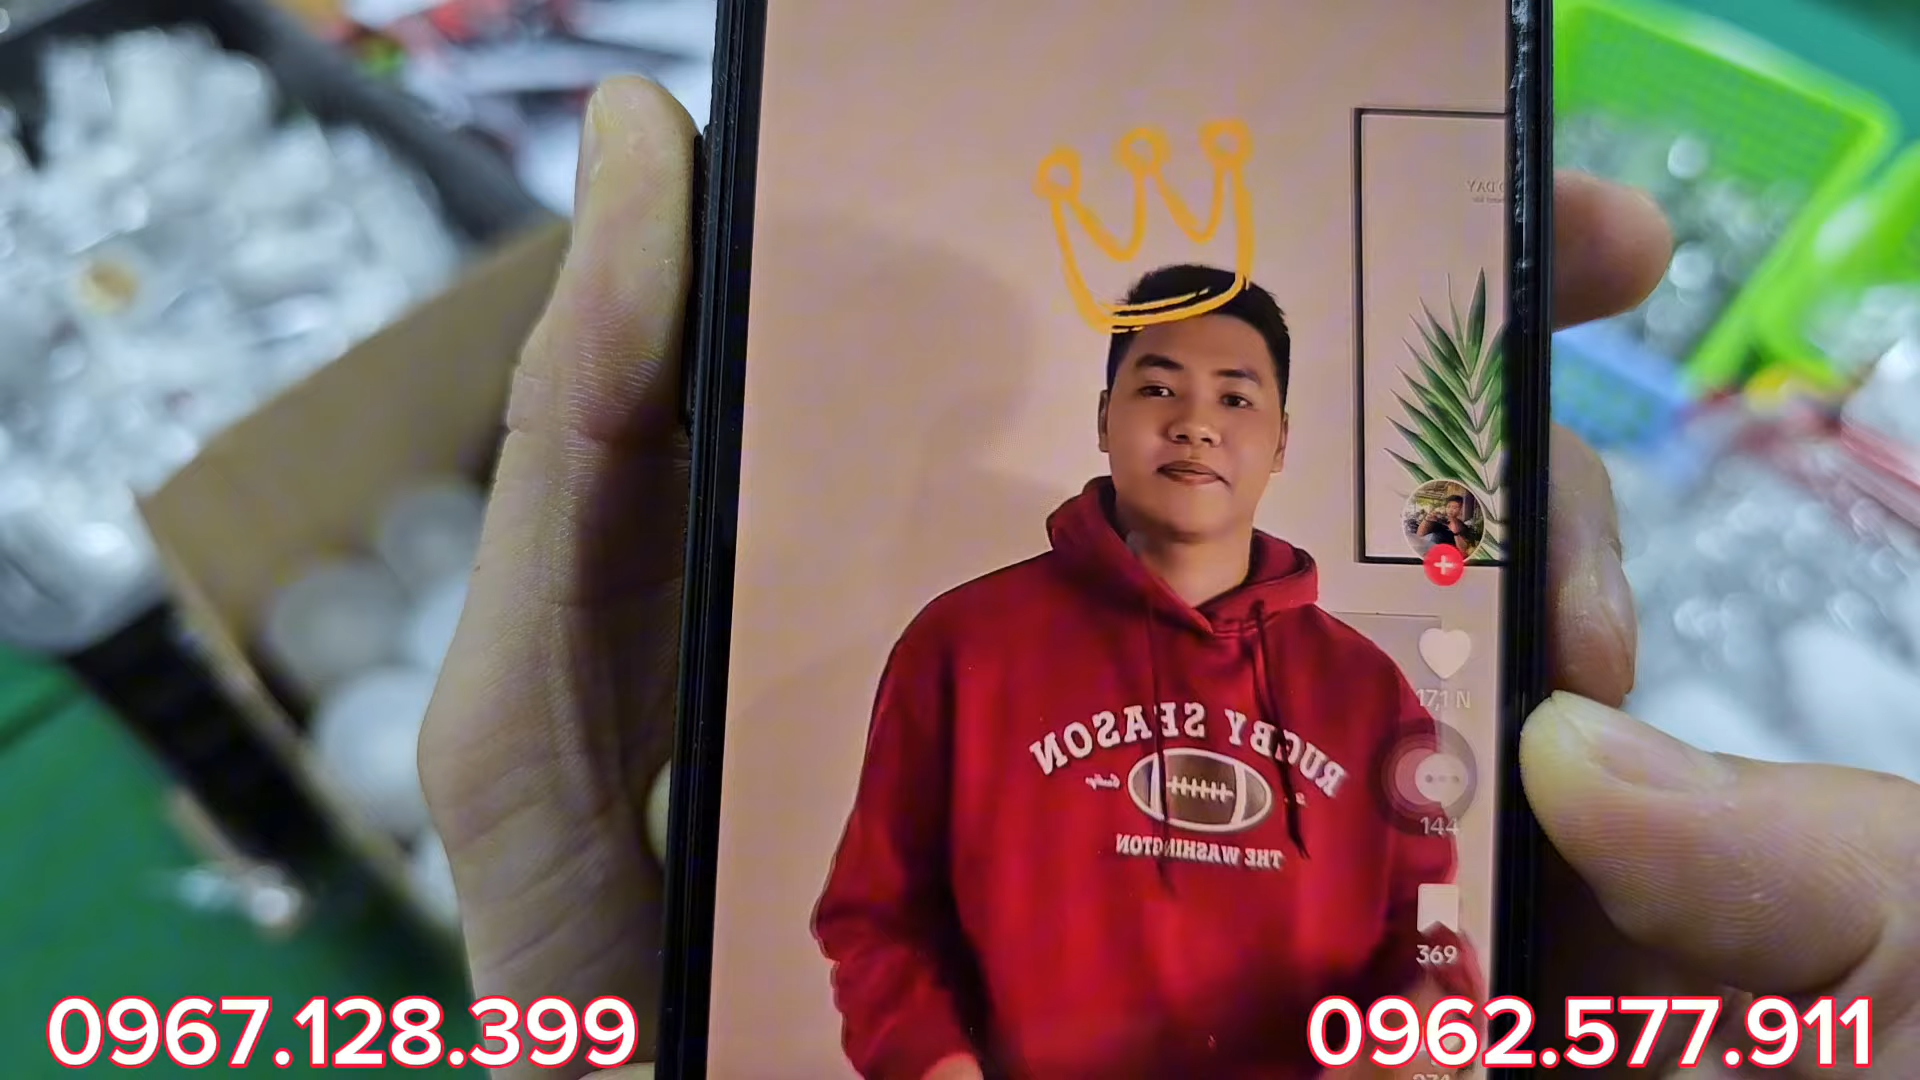 RUGBY SEASON
THE WASHINGTON
17,1 N
144
369
0967.128.399
0962.577.911